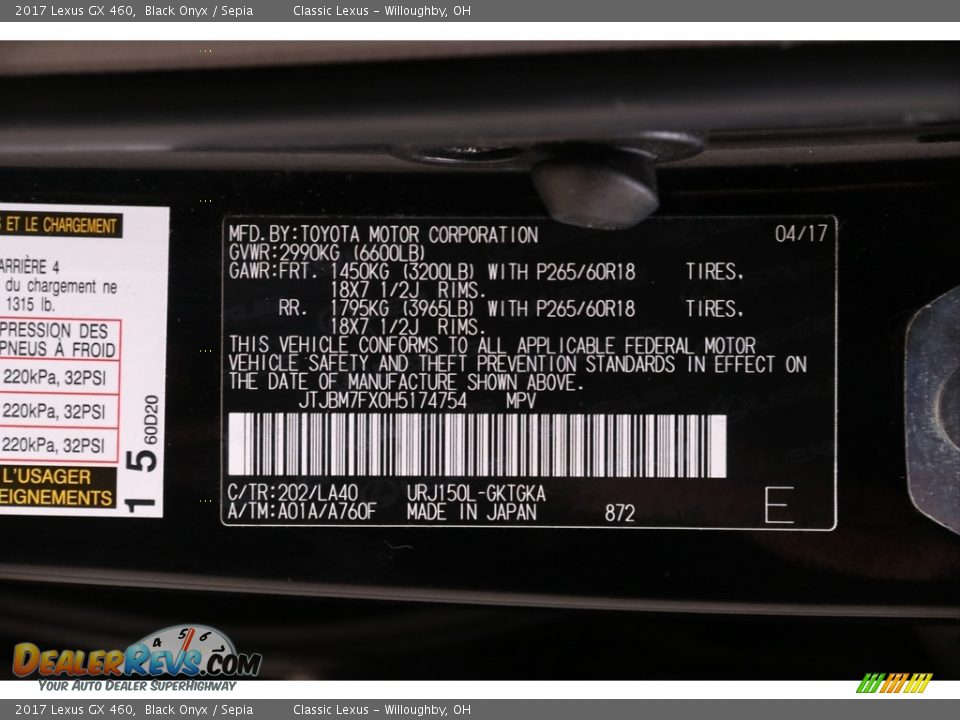 2017 Lexus GX 460, Black Onyx / Sepia Classic Lexus - Willoughby, OH
ET LE CHARGEMENT
ARRIÈRE 4
du chargement ne
1315 lb.
PRESSION DES
PNEUS À FROID
220kPa, 32PSI
220kPa, 32PSI
220kPa, 32PSI
L'USAGER
EIGNEMENTS
15 60D20
MFD.BY:TOYOTA MOTOR CORPORATION 04/17
GVWR:2990KG (6600LB)
GAWR:FRT. 1450KG (3200LB) WITH P265/60R18 TIRES.
18X7 1/2J RIMS.
RR. 1795KG (3965LB) WITH P265/60R18 TIRES.
18X7 1/2J RIMS.
THIS VEHICLE CONFORMS TO ALL APPLICABLE FEDERAL MOTOR
VEHICLE SAFETY AND THEFT PREVENTION STANDARDS IN EFFECT ON
THE DATE OF MANUFACTURE SHOWN ABOVE.
JTJBM7FX0H5174754 MPV
C/TR:202/LA40 URJ150L-GKTGKA
A/TM:A01A/A760F MADE IN JAPAN 872 E
4 5 6 7
DealerRevs.com
Your Auto Dealer SuperHighway
2017 Lexus GX 460, Black Onyx / Sepia Classic Lexus - Willoughby, OH